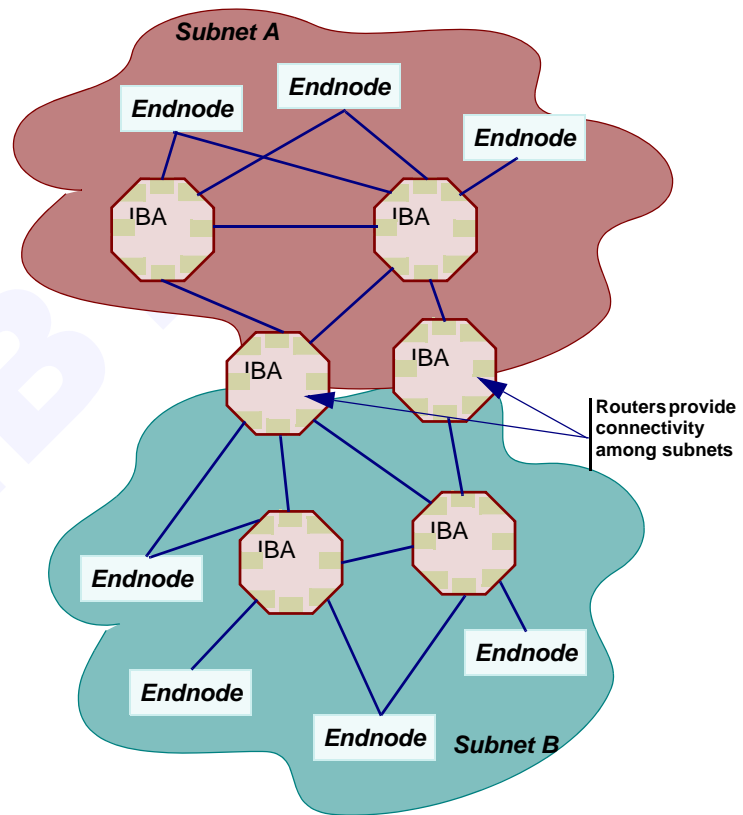 Subnet A
Endnode
Endnode
Endnode
IBA
IBA
IBA
IBA
Routers provide
connectivity
among subnets
IBA
IBA
Endnode
Endnode
Endnode
Endnode
Subnet B